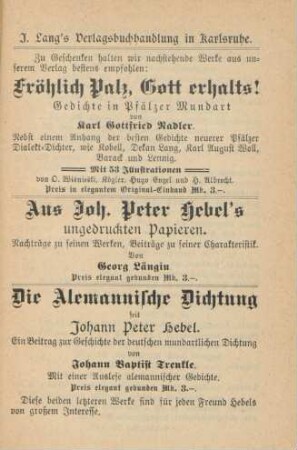 J. Lang's Verlagsbuchhandlung in Karlsruhe.
Zu Geschenken halten wir nachstehende Werke aus un-
serem Verlag bestens empfohlen:
Fröhlich Palz, Gott erhalts!
Gedichte in Pfälzer Mundart
von
Karl Gottfried Nadler.
Nebst einem Anhang der besten Gedichte neuerer Pfälzer
Dialekt-Dichter, wie Kobell, Dekan Lang, Karl August Woll,
Barack und Lennig.
Mit 53 Illustrationen
von O. Kögler, Hugo Engel und H. Albrecht.
Preis in elegantem Original-Einband Mk. 3.—
Aus Joh. Peter Hebel's
ungedruckten Papieren.
Nachträge zu seinen Werken, Beiträge zu seiner Charakteristik.
Von
Georg Längin
Preis elegant gebunden Mk. 3.—.
Die Alemannische Dichtung
seit
Johann Peter Hebel.
Ein Beitrag zur Geschichte der deutschen mundartlichen Dichtung
von
Johann Baptist Trenkle.
Mit einer Auslese alemannischer Gedichte.
Preis elegant gebunden Mk. 3.—.
Diese beiden letzteren Werke sind für jeden Freund Hebels
von großem Interesse.